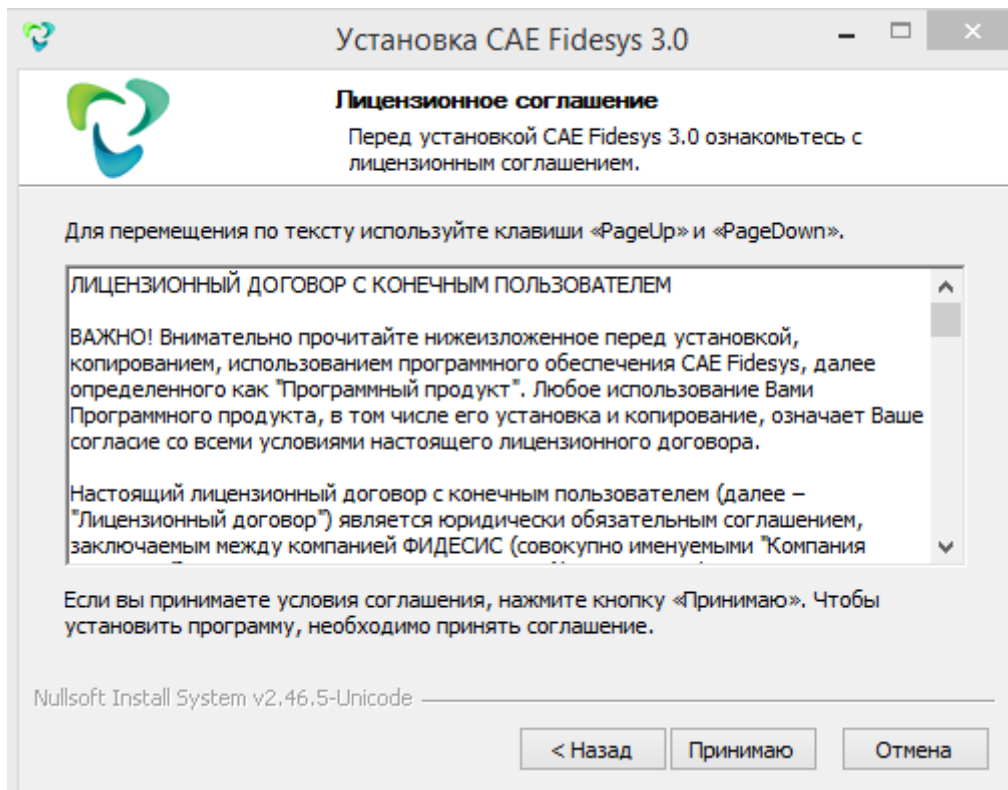 Установка CAE Fidesys 3.0
Лицензионное соглашение
Перед установкой CAE Fidesys 3.0 ознакомьтесь с
лицензионным соглашением.
Для перемещения по тексту используйте клавиши «PageUp» и «PageDown».
ЛИЦЕНЗИОННЫЙ ДОГОВОР С КОНЕЧНЫМ ПОЛЬЗОВАТЕЛЕМ
ВАЖНО! Внимательно прочитайте нижеизложенное перед установкой,
копированием, использованием программного обеспечения CAE Fidesys, далее
определенного как "Программный продукт". Любое использование Вами
Программного продукта, в том числе его установка и копирование, означает Ваше
согласие со всеми условиями настоящего лицензионного договора.
Настоящий лицензионный договор с конечным пользователем (далее –
"Лицензионный договор") является юридически обязательным соглашением,
заключаемым между компанией ФИДЕСИС (совокупно именуемыми "Компания
Если вы принимаете условия соглашения, нажмите кнопку «Принимаю». Чтобы
установить программу, необходимо принять соглашение.
Nullsoft Install System v2.46.5-Unicode
< Назад
Принимаю
Отмена